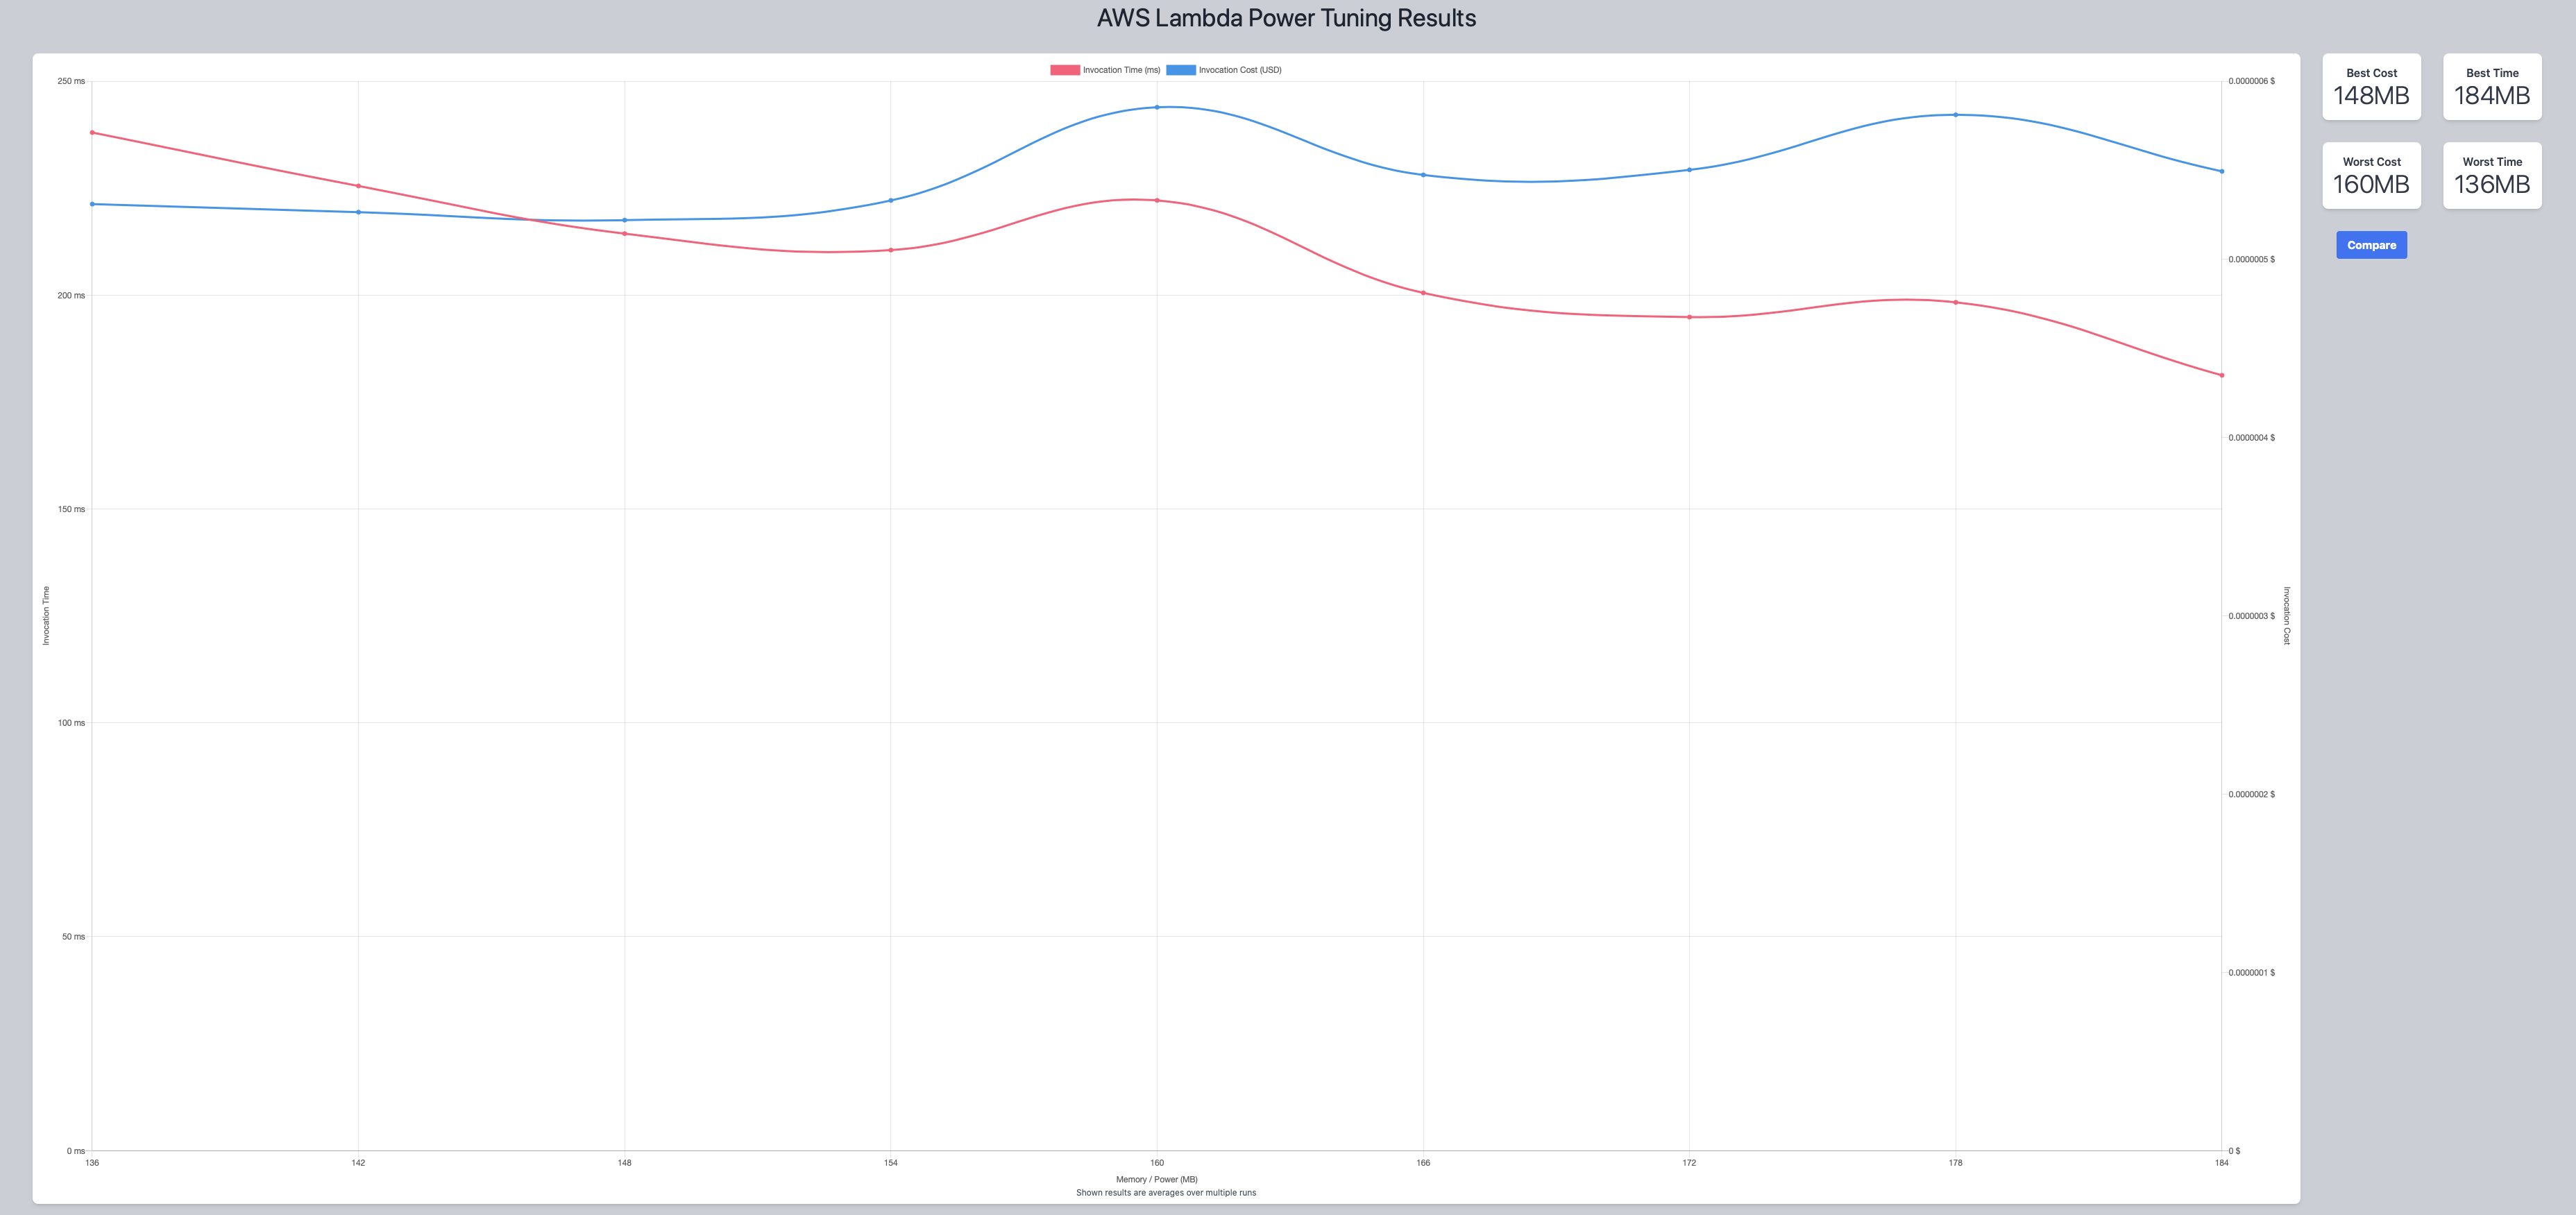 AWS Lambda Power Tuning Results
Invocation Time (ms) Invocation Cost (USD)
250 ms
200 ms
150 ms
100 ms
50 ms
0 ms
Invocation Time
0.0000006 $
0.0000005 $
0.0000004 $
0.0000003 $
0.0000002 $
0.0000001 $
0 $
Invocation Cost
136 142 148 154 160 166 172 178 184
Memory / Power (MB)
Shown results are averages over multiple runs
Best Cost
148MB
Best Time
184MB
Worst Cost
160MB
Worst Time
136MB
Compare